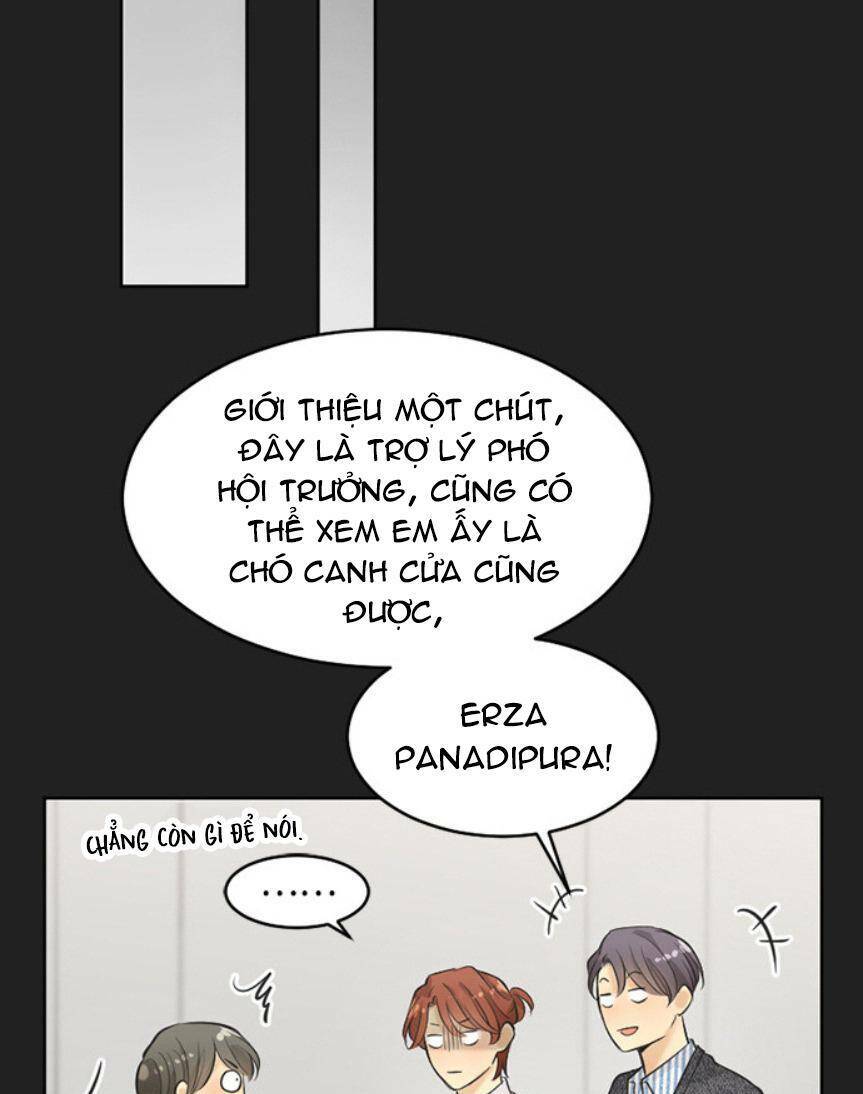 GIỚI THIỆU MỘT CHÚT,
ĐÂY LÀ TRỢ LÝ PHÓ
HỘI TRƯỞNG, CŨNG CÓ
THỂ XEM EM ẤY LÀ
CHÓ CANH CỬA CŨNG
ĐƯỢC,
ERZA
PANADIPURA!
CHẲNG CÒN GÌ ĐỂ NÓI.
......